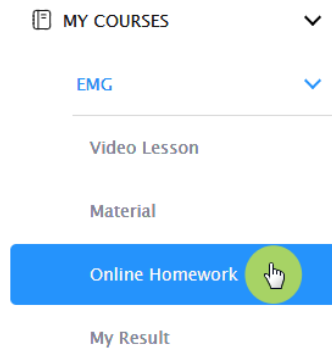 MY COURSES
EMG
Video Lesson
Material
Online Homework
My Result